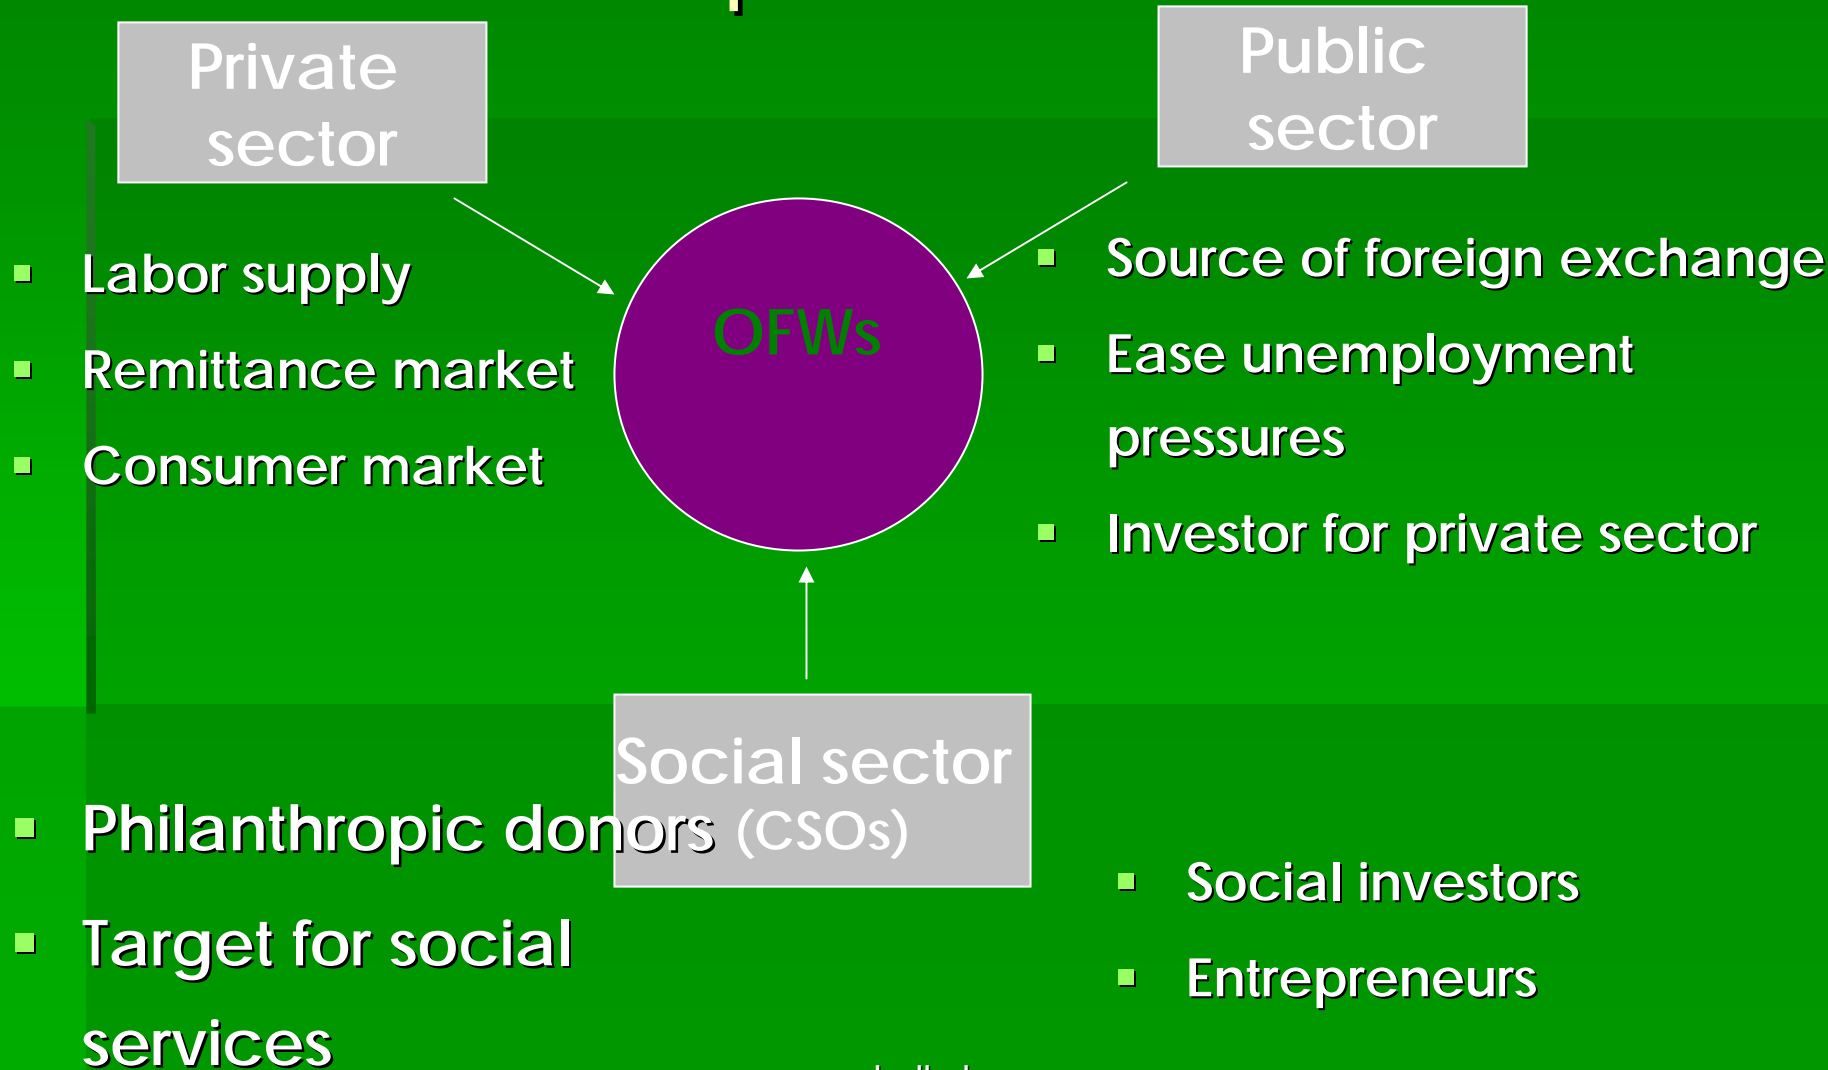 Private
sector
Public
sector
Labor supply
Remittance market
Consumer market
OFWs
Source of foreign exchange
Ease unemployment
pressures
Investor for private sector
Social sector
(CSOs)
Philanthropic donors
Target for social
services
Social investors
Entrepreneurs